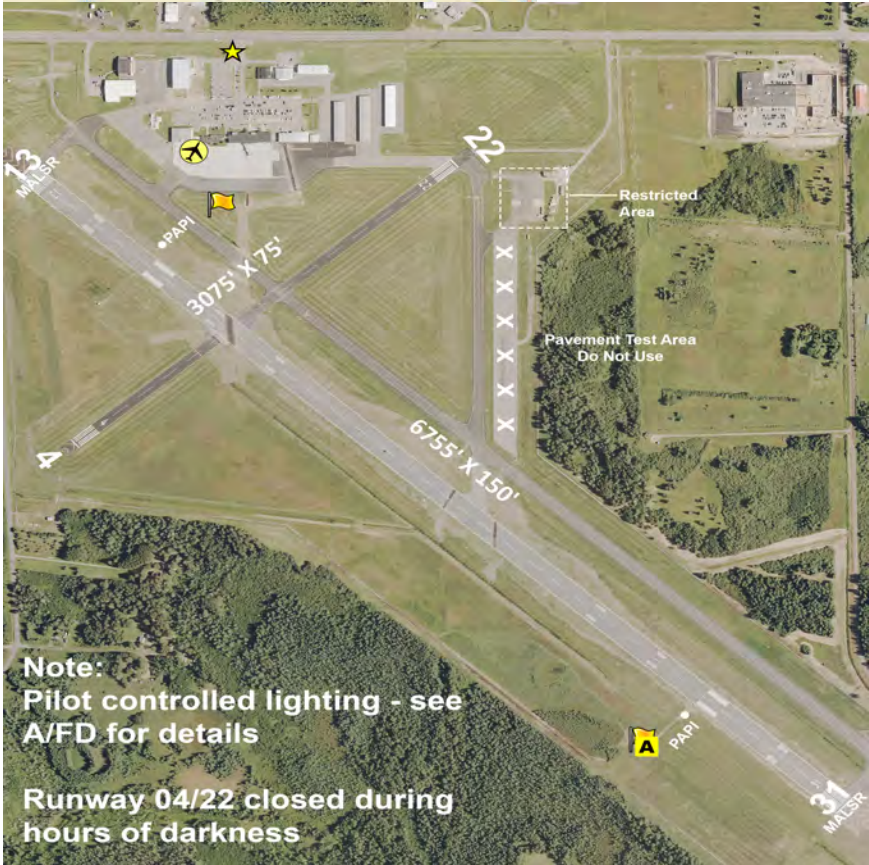 22
13
MALSR
Restricted
Area
PAPI
3075' X 75'
X
X
X
Pavement Test Area
Do Not Use
X
X
X
4
6755' X 150'
Note:
Pilot controlled lighting - see
A/FD for details
PAPI
A
Runway 04/22 closed during
hours of darkness
31
MALSR